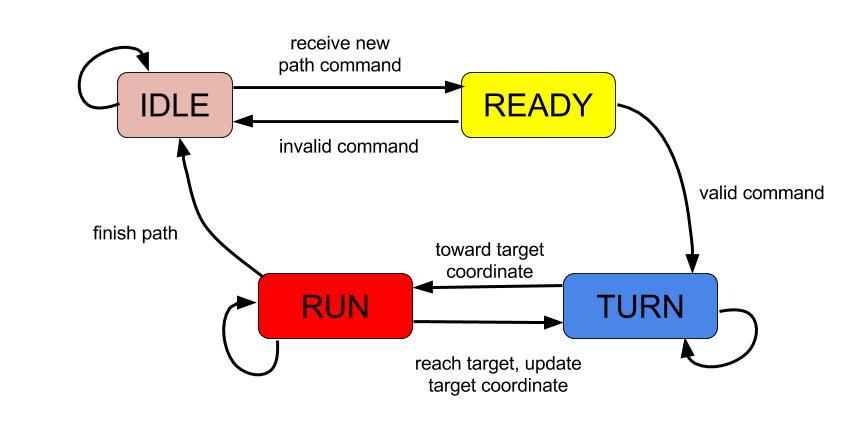 receive new
path command
IDLE
READY
invalid command
valid command
finish path
toward target
coordinate
RUN
TURN
reach target, update
target coordinate